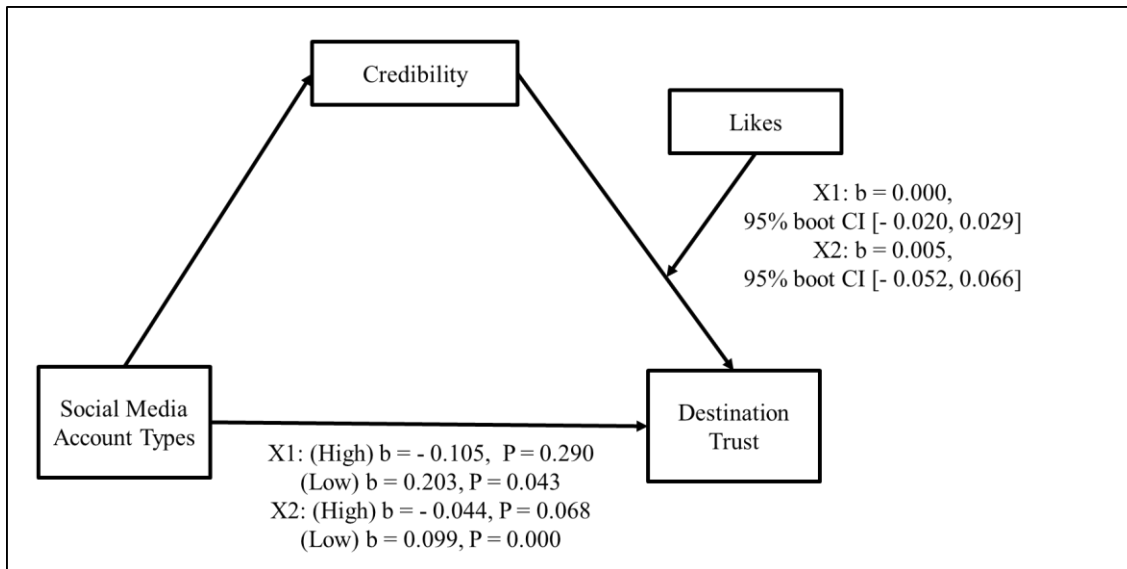 Credibility
Likes
X1: b = 0.000,
95% boot CI [- 0.020, 0.029]
X2: b = 0.005,
95% boot CI [- 0.052, 0.066]
Social Media
Account Types
Destination
Trust
X1: (High) b = - 0.105,  P = 0.290
(Low) b = 0.203, P = 0.043
X2: (High) b = - 0.044, P = 0.068
(Low) b = 0.099, P = 0.000